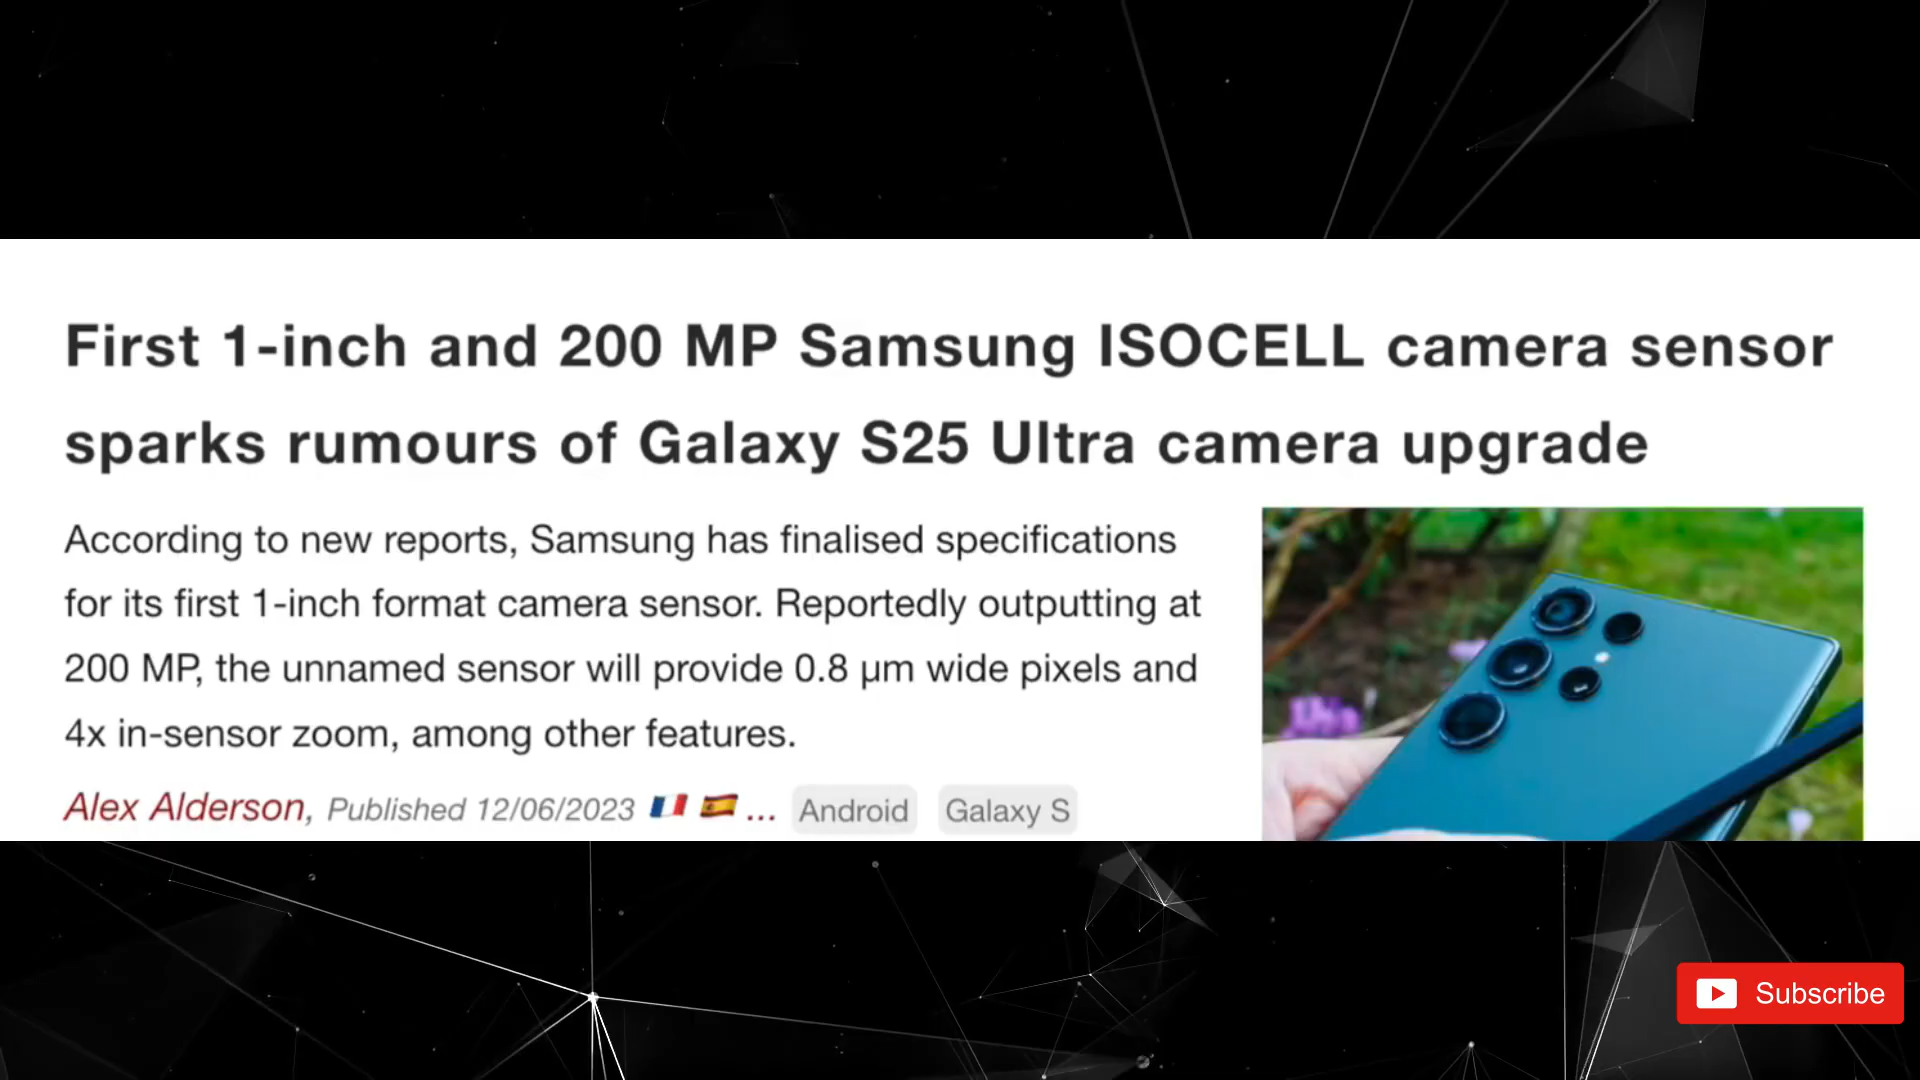 First 1-inch and 200 MP Samsung ISOCELL camera sensor
sparks rumours of Galaxy S25 Ultra camera upgrade
According to new reports, Samsung has finalised specifications
for its first 1-inch format camera sensor. Reportedly outputting at
200 MP, the unnamed sensor will provide 0.8 µm wide pixels and
4x in-sensor zoom, among other features.
Alex Alderson, Published 12/06/2023 ... Android Galaxy S
Subscribe